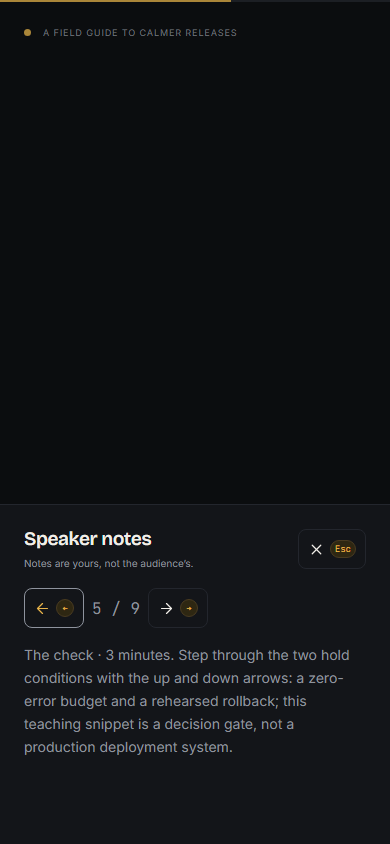 A FIELD GUIDE TO CALMER RELEASES
Speaker notes
Esc
Notes are yours, not the audience's.
5 / 9
The check · 3 minutes. Step through the two hold
conditions with the up and down arrows: a zero-
error budget and a rehearsed rollback; this
teaching snippet is a decision gate, not a
production deployment system.